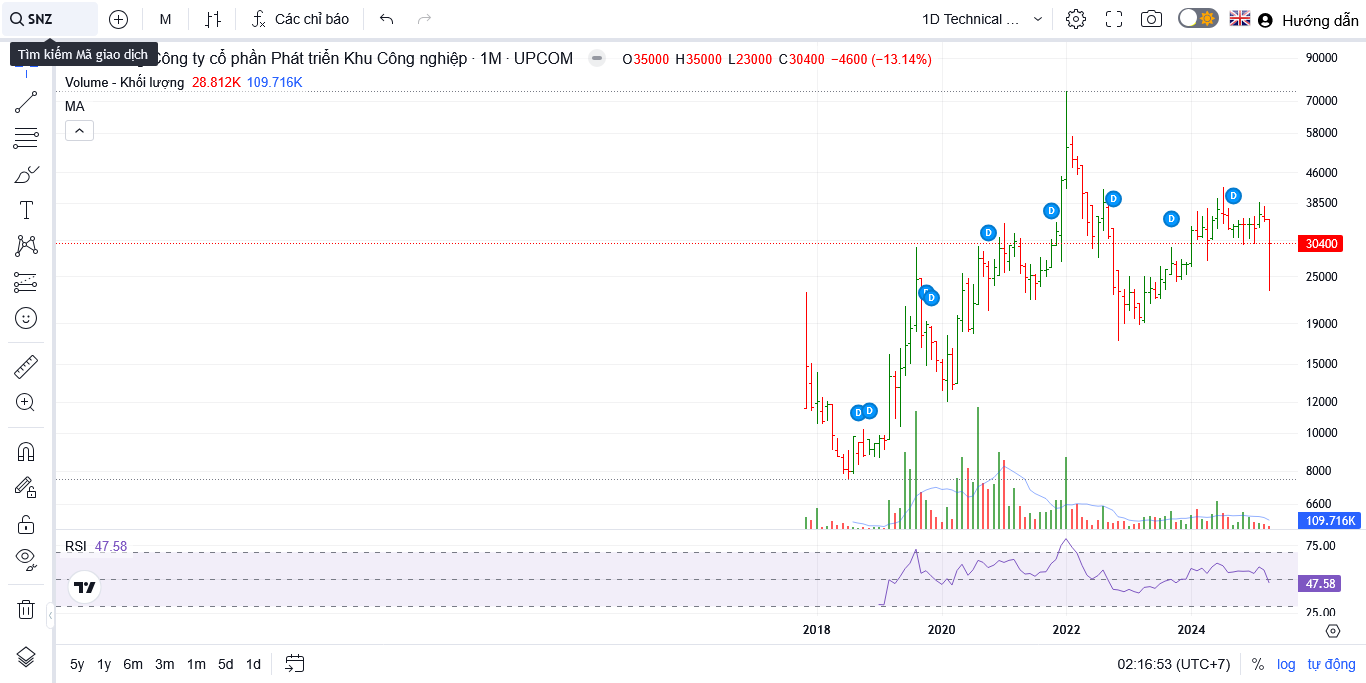 SNZ
M
Các chỉ báo
1D Technical ...
Hướng dẫn
Tìm kiếm Mã giao dịch
Công ty cổ phần Phát triển Khu Công nghiệp · 1M · UPCOM
O35000 H35000 L23000 C30400 −4600 (−13.14%)
Volume - Khối lượng 28.812K 109.716K
MA
90000
70000
58000
46000
38500
30400
25000
19000
15000
12000
10000
8000
6600
109.716K
D
D
D
D
D
D
D
D
D
RSI 47.58
75.00
47.58
25.00
2018 2020 2022 2024
5y 1y 6m 3m 1m 5d 1d
02:16:53 (UTC+7)
% log tự động